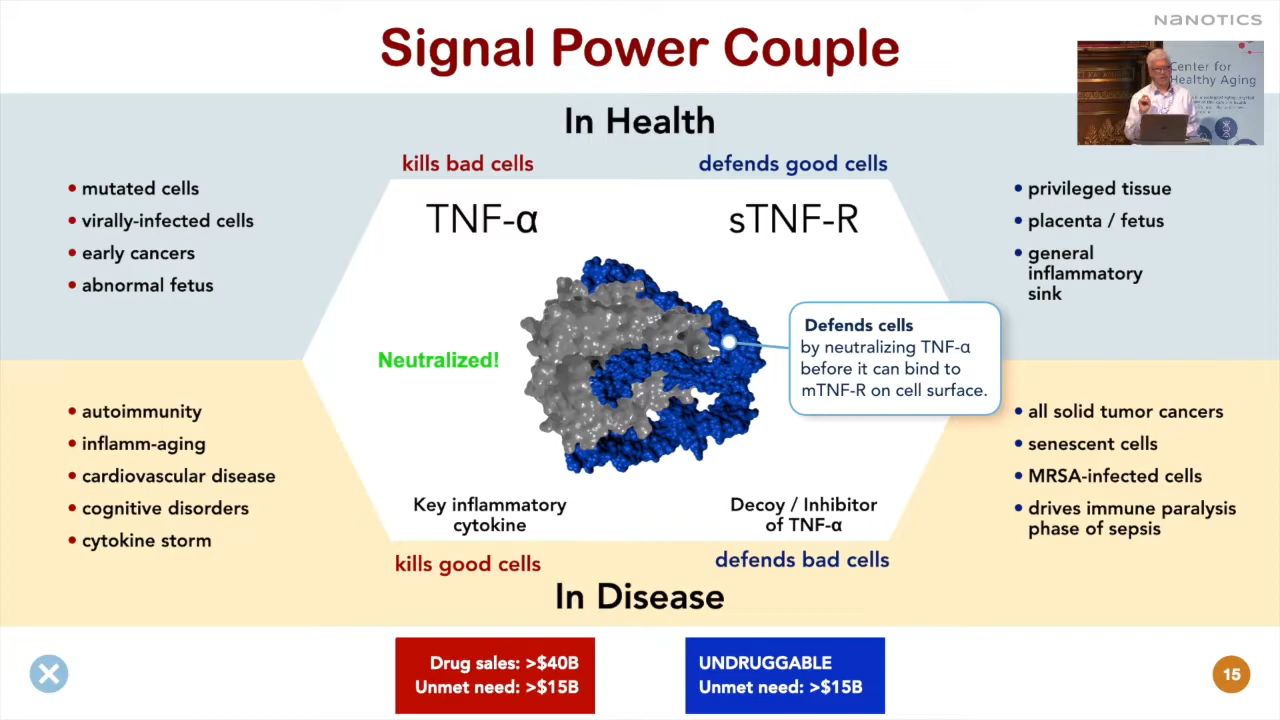 NANOTICS
Signal Power Couple
Center for
Healthy Aging
In Health
kills bad cells
defends good cells
• mutated cells
• virally-infected cells
• early cancers
• abnormal fetus
TNF-α
sTNF-R
• privileged tissue
• placenta / fetus
• general
inflammatory
sink
Neutralized!
Defends cells
by neutralizing TNF-α
before it can bind to
mTNF-R on cell surface.
• autoimmunity
• inflamm-aging
• cardiovascular disease
• cognitive disorders
• cytokine storm
Key inflammatory
cytokine
Decoy / Inhibitor
of TNF-α
• all solid tumor cancers
• senescent cells
• MRSA-infected cells
• drives immune paralysis
phase of sepsis
kills good cells
defends bad cells
In Disease
Drug sales: >$40B
Unmet need: >$15B
UNDRUGGABLE
Unmet need: >$15B
15